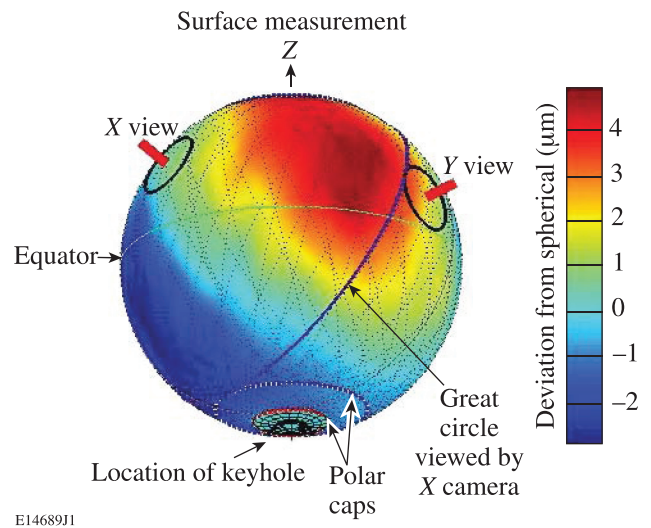 Surface measurement
Z
X view
Y view
Equator
Location of keyhole
Polar
caps
Great
circle
viewed by
X camera
Deviation from spherical (μm)
4
3
2
1
0
−1
−2
E14689J1